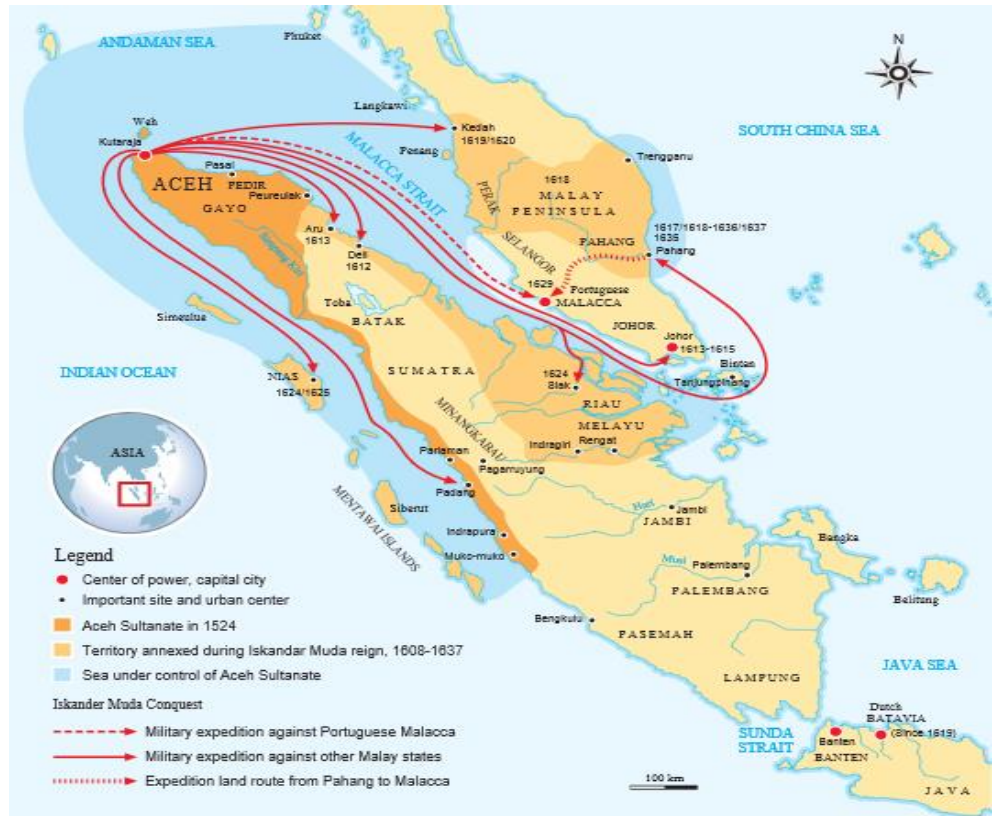 Phuket
ANDAMAN SEA
N
Langkawi
Kedah
1619/1620
SOUTH CHINA SEA
Weh
Kutaraja
MALACCA STRAIT
Penang
Trengganu
Pasai
ACEH
PEDIR
Peureulak
GAYO
PERAK
1618
MALAY
PENINSULA
Aru
1613
Deli
1612
SELANGOR
PAHANG
1617/1618-1636/1637
1635
Pahang
1629
Portuguese
MALACCA
Toba
BATAK
Simeulue
JOHOR
Johor
1613-1615
Bintan
Tanjungpinang
INDIAN OCEAN
NIAS
1624/1625
SUMATRA
1624
Siak
RIAU
MELAYU
MINANGKABAU
Indragiri
Rengat
ASIA
Pariaman
Pagarruyung
Padang
Siberut
MENTAWAI ISLANDS
Hari
Jambi
JAMBI
Indrapura
Muko-muko
Bangka
Musi
Palembang
PALEMBANG
Belitung
Bengkulu
PASEMAH
LAMPUNG
JAVA SEA
SUNDA
STRAIT
Dutch
BATAVIA
(Since 1619)
Banten
BANTEN
JAVA
Legend
Center of power, capital city
Important site and urban center
Aceh Sultanate in 1524
Territory annexed during Iskandar Muda reign, 1608-1637
Sea under control of Aceh Sultanate
Iskander Muda Conquest
Military expedition against Portuguese Malacca
Military expedition against other Malay states
Expedition land route from Pahang to Malacca
100 km